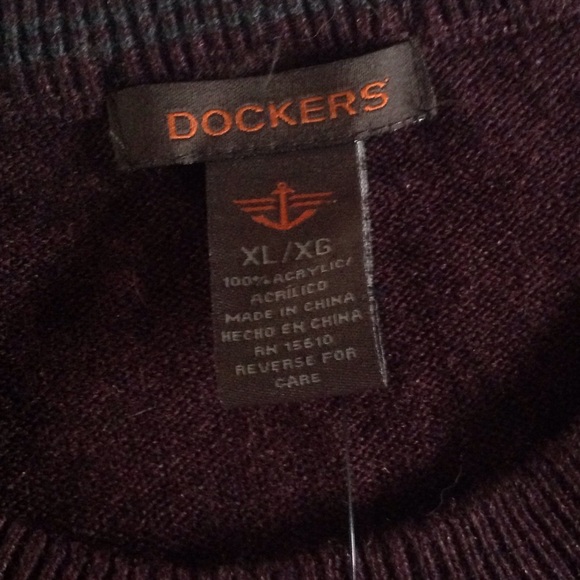 DOCKERS
XL/XG
100% ACRYLIC/
ACRÍLICO
MADE IN CHINA
HECHO EN CHINA
RN 15610
REVERSE FOR
CARE